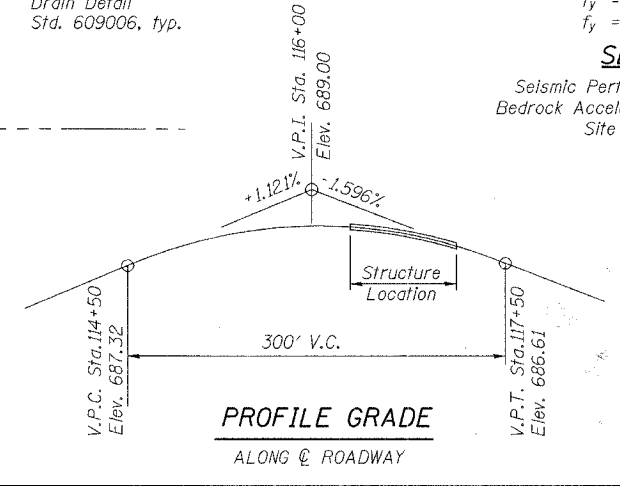 Drain Detail
Std. 609006, typ.
fy =
Seismic Perf
Bedrock Accele
Site
V.P.I. Sta. 116+00
Elev. 689.00
+1.121%
-1.596%
Structure
Location
300' V.C.
V.P.C. Sta.114+50
Elev. 687.32
V.P.T. Sta.117+50
Elev. 686.61
PROFILE GRADE
ALONG ℄ ROADWAY